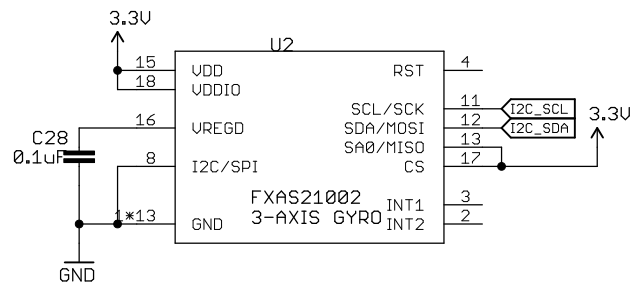 3.3V
U2
15 VDD
18 VDDIO
RST 4
SCL/SCK 11 I2C_SCL
3.3V
16 VREGD
SDA/MOSI 12 I2C_SDA
C28
0.1uF
SA0/MISO 13
8 I2C/SPI
CS 17
FXAS21002
INT1 3
3-AXIS GYRO
1*13 GND
INT2 2
GND